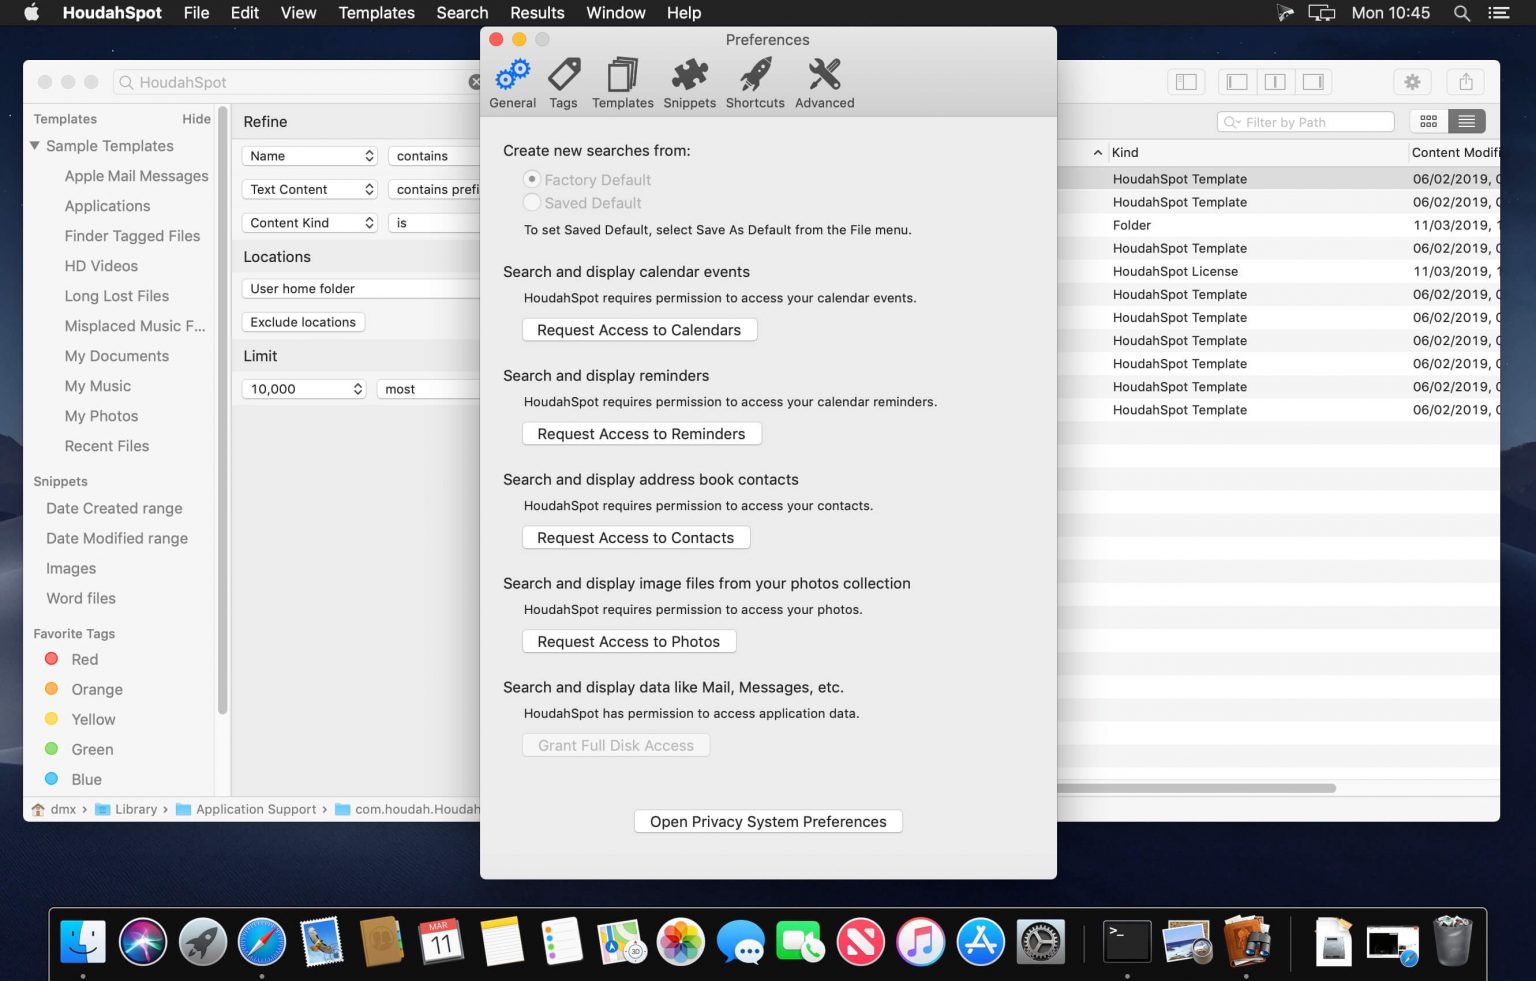 HoudahSpot File Edit View Templates Search Results Window Help Mon 10:45
HoudahSpot
Templates Hide
Sample Templates
Apple Mail Messages
Applications
Finder Tagged Files
HD Videos
Long Lost Files
Misplaced Music F...
My Documents
My Music
My Photos
Recent Files
Snippets
Date Created range
Date Modified range
Images
Word files
Favorite Tags
Red
Orange
Yellow
Green
Blue
dmx › Library › Application Support › com.houdah.Houdah
Refine
Name contains
Text Content contains prefi
Content Kind is
Locations
User home folder
Exclude locations
Limit
10,000 most
Preferences
General Tags Templates Snippets Shortcuts Advanced
Create new searches from:
Factory Default
Saved Default
To set Saved Default, select Save As Default from the File menu.
Search and display calendar events
HoudahSpot requires permission to access your calendar events.
Request Access to Calendars
Search and display reminders
HoudahSpot requires permission to access your calendar reminders.
Request Access to Reminders
Search and display address book contacts
HoudahSpot requires permission to access your contacts.
Request Access to Contacts
Search and display image files from your photos collection
HoudahSpot requires permission to access your photos.
Request Access to Photos
Search and display data like Mail, Messages, etc.
HoudahSpot has permission to access application data.
Grant Full Disk Access
Open Privacy System Preferences
Filter by Path
Kind Content Modifi
HoudahSpot Template 06/02/2019,
HoudahSpot Template 06/02/2019,
Folder 11/03/2019,
HoudahSpot Template 06/02/2019,
HoudahSpot License 11/03/2019,
HoudahSpot Template 06/02/2019,
HoudahSpot Template 06/02/2019,
HoudahSpot Template 06/02/2019,
HoudahSpot Template 06/02/2019,
HoudahSpot Template 06/02/2019,
HoudahSpot Template 06/02/2019,
MAR
11
3D
>_